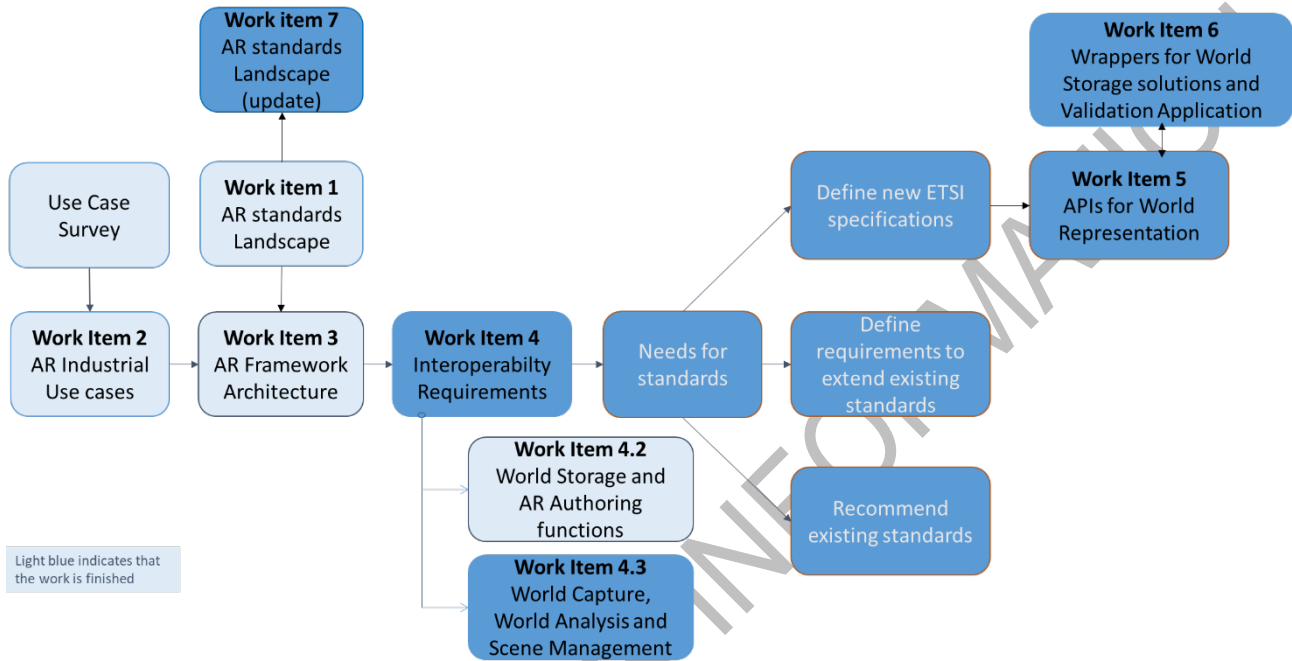 Work item 7
AR standards
Landscape
(update)
Work Item 6
Wrappers for World
Storage solutions and
Validation Application
Use Case
Survey
Work item 1
AR standards
Landscape
Define new ETSI
specifications
Work Item 5
APIs for World
Representation
Work Item 2
AR Industrial
Use cases
Work Item 3
AR Framework
Architecture
Work Item 4
Interoperabilty
Requirements
Needs for
standards
Define
requirements to
extend existing
standards
Work Item 4.2
World Storage and
AR Authoring
functions
Recommend
existing standards
Light blue indicates that
the work is finished
Work Item 4.3
World Capture,
World Analysis and
Scene Management